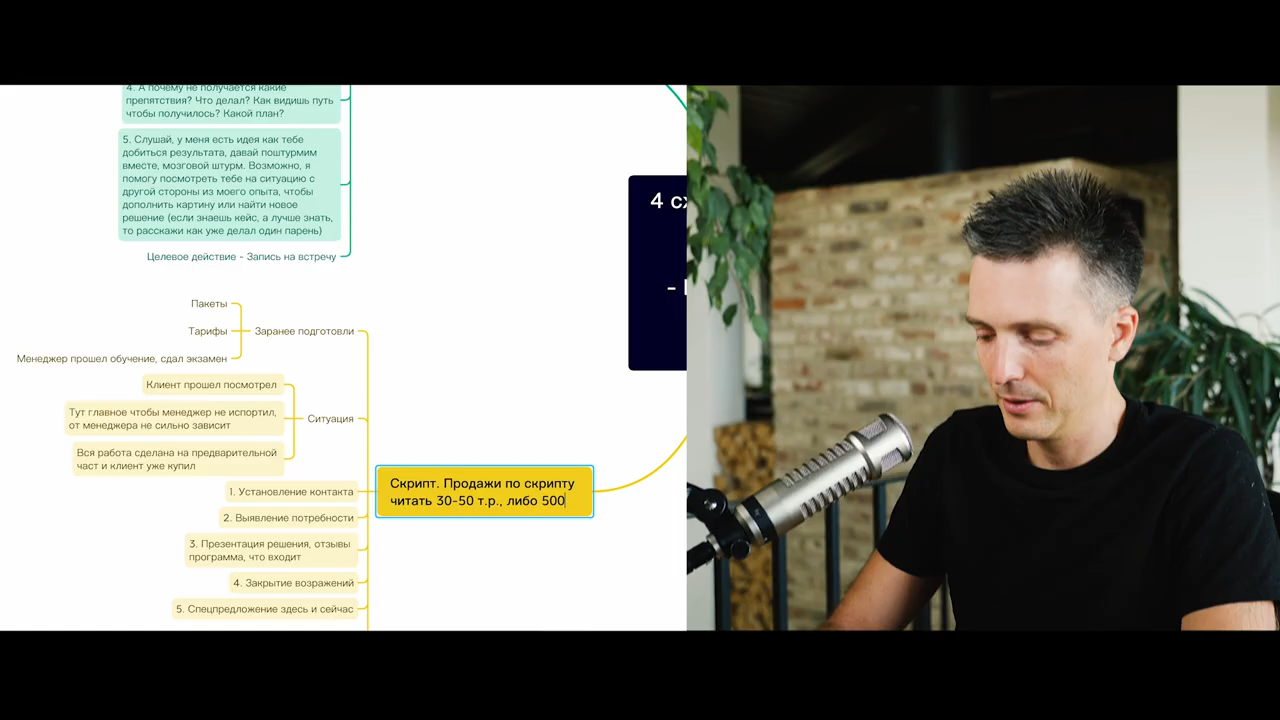 4. А почему не получается какие
препятствия? Что делал? Как видишь путь
чтобы получилось? Какой план?
5. Слушай, у меня есть идея как тебе
добиться результата, давай поштурмим
вместе, мозговой штурм. Возможно, я
помогу посмотреть тебе на ситуацию с
другой стороны из моего опыта, чтобы
дополнить картину или найти новое
решение (если знаешь кейс, а лучше знать,
то расскажи как уже делал один парень)
Целевое действие - Запись на встречу
Пакеты
Тарифы
Менеджер прошел обучение, сдал экзамен
Заранее подготовли
Клиент прошел посмотрел
Тут главное чтобы менеджер не испортил,
от менеджера не сильно зависит
Вся работа сделана на предварительной
част и клиент уже купил
Ситуация
1. Установление контакта
2. Выявление потребности
3. Презентация решения, отзывы
программа, что входит
4. Закрытие возражений
5. Спецпредложение здесь и сейчас
Скрипт. Продажи по скрипту
читать 30-50 т.р., либо 500
4
-